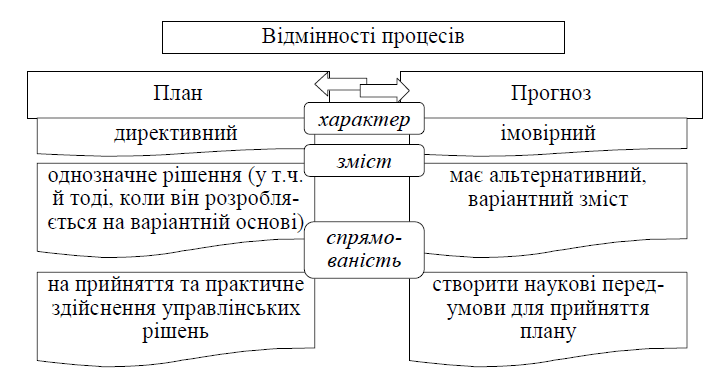 Відмінності процесів
План
Прогноз
характер
директивний
імовірний
зміст
однозначне рішення (у т.ч.
й тоді, коли він розробля-
ється на варіантній основі)
має альтернативний,
варіантний зміст
спрямо-
ваність
на прийняття та практичне
здійснення управлінських
рішень
створити наукові перед-
умови для прийняття
плану